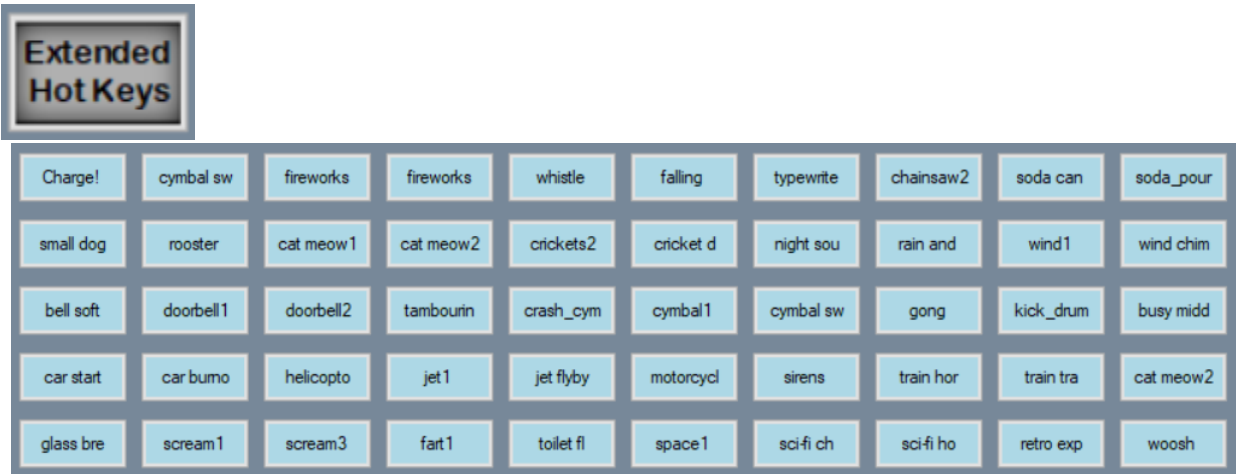 Extended
Hot Keys
Charge! cymbal sw fireworks fireworks whistle falling typewrite chainsaw2 soda can soda_pour
small dog rooster cat meow1 cat meow2 crickets2 cricket d night sou rain and wind1 wind chim
bell soft doorbell1 doorbell2 tambourin crash_cym cymbal1 cymbal sw gong kick_drum busy midd
car start car burno helicopto jet1 jet flyby motorcycl sirens train hor train tra cat meow2
glass bre scream1 scream3 fart1 toilet fl space1 sci-fi ch sci-fi ho retro exp woosh